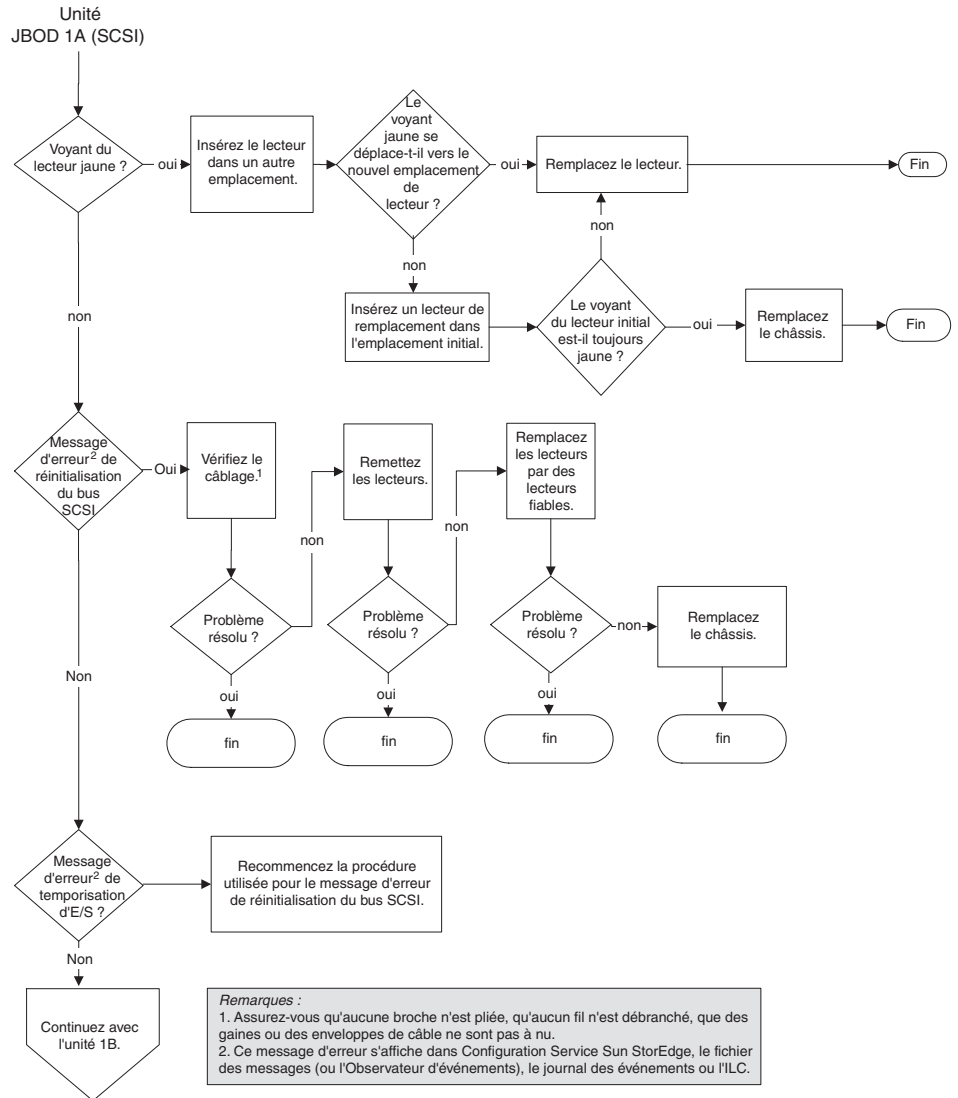 Unité
JBOD 1A (SCSI)
Voyant du
lecteur jaune ?
oui
Insérez le lecteur
dans un autre
emplacement.
Le
voyant
jaune se
déplace-t-il vers le
nouvel emplacement
de
lecteur ?
oui
Remplacez le lecteur.
Fin
non
non
Insérez un lecteur de
remplacement dans
l'emplacement initial.
Le voyant
du lecteur initial
est-il toujours
jaune ?
oui
Remplacez
le châssis.
Fin
non
Message
d'erreur2 de
réinitialisation
du bus
SCSI
Oui
Vérifiez le
câblage.1
non
Remettez
les lecteurs.
non
Remplacez
les lecteurs
par des
lecteurs
fiables.
Problème
résolu ?
Problème
résolu ?
Problème
résolu ?
non
Remplacez
le châssis.
oui
oui
oui
fin
fin
fin
fin
Non
Message
d'erreur2 de
temporisation
d'E/S ?
Recommencez la procédure
utilisée pour le message d'erreur
de réinitialisation du bus SCSI.
Non
Continuez avec
l'unité 1B.
Remarques :
1. Assurez-vous qu'aucune broche n'est pliée, qu'aucun fil n'est débranché, que des
gaines ou des enveloppes de câble ne sont pas à nu.
2. Ce message d'erreur s'affiche dans Configuration Service Sun StorEdge, le fichier
des messages (ou l'Observateur d'événements), le journal des événements ou l'ILC.